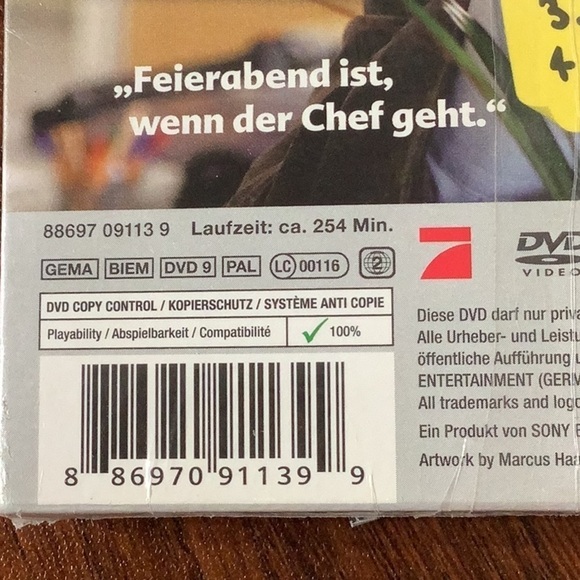 3.
4
„Feierabend ist,
wenn der Chef geht.“
88697 09113 9 Laufzeit: ca. 254 Min.
GEMA BIEM DVD 9 PAL LC 00116 2
7
DVD
VIDEO
DVD COPY CONTROL / KOPIERSCHUTZ / SYSTÈME ANTI COPIE
Playability / Abspielbarkeit / Compatibilité ✓ 100%
Diese DVD darf nur
Alle Urheber- und
öffentliche Aufführung
ENTERTAINMENT (GERM
All trademarks and
Ein Produkt von SONY
Artwork by Marcus
8 86970 91139 9